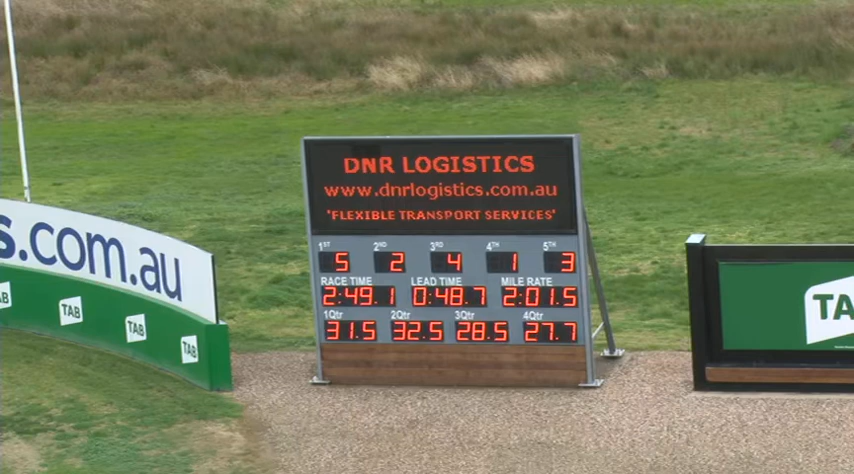 DNR LOGISTICS
www.dnrlogistics.com.au
'FLEXIBLE TRANSPORT SERVICES'
1ST 2ND 3RD 4TH 5TH
5 2 4 1 3
RACE TIME LEAD TIME MILE RATE
2:49.1 0:48.7 2:01.5
1Qtr 2Qtr 3Qtr 4Qtr
31.5 32.5 28.5 27.7
s.com.au
TAB
TAB
TAB
TAB
TAB